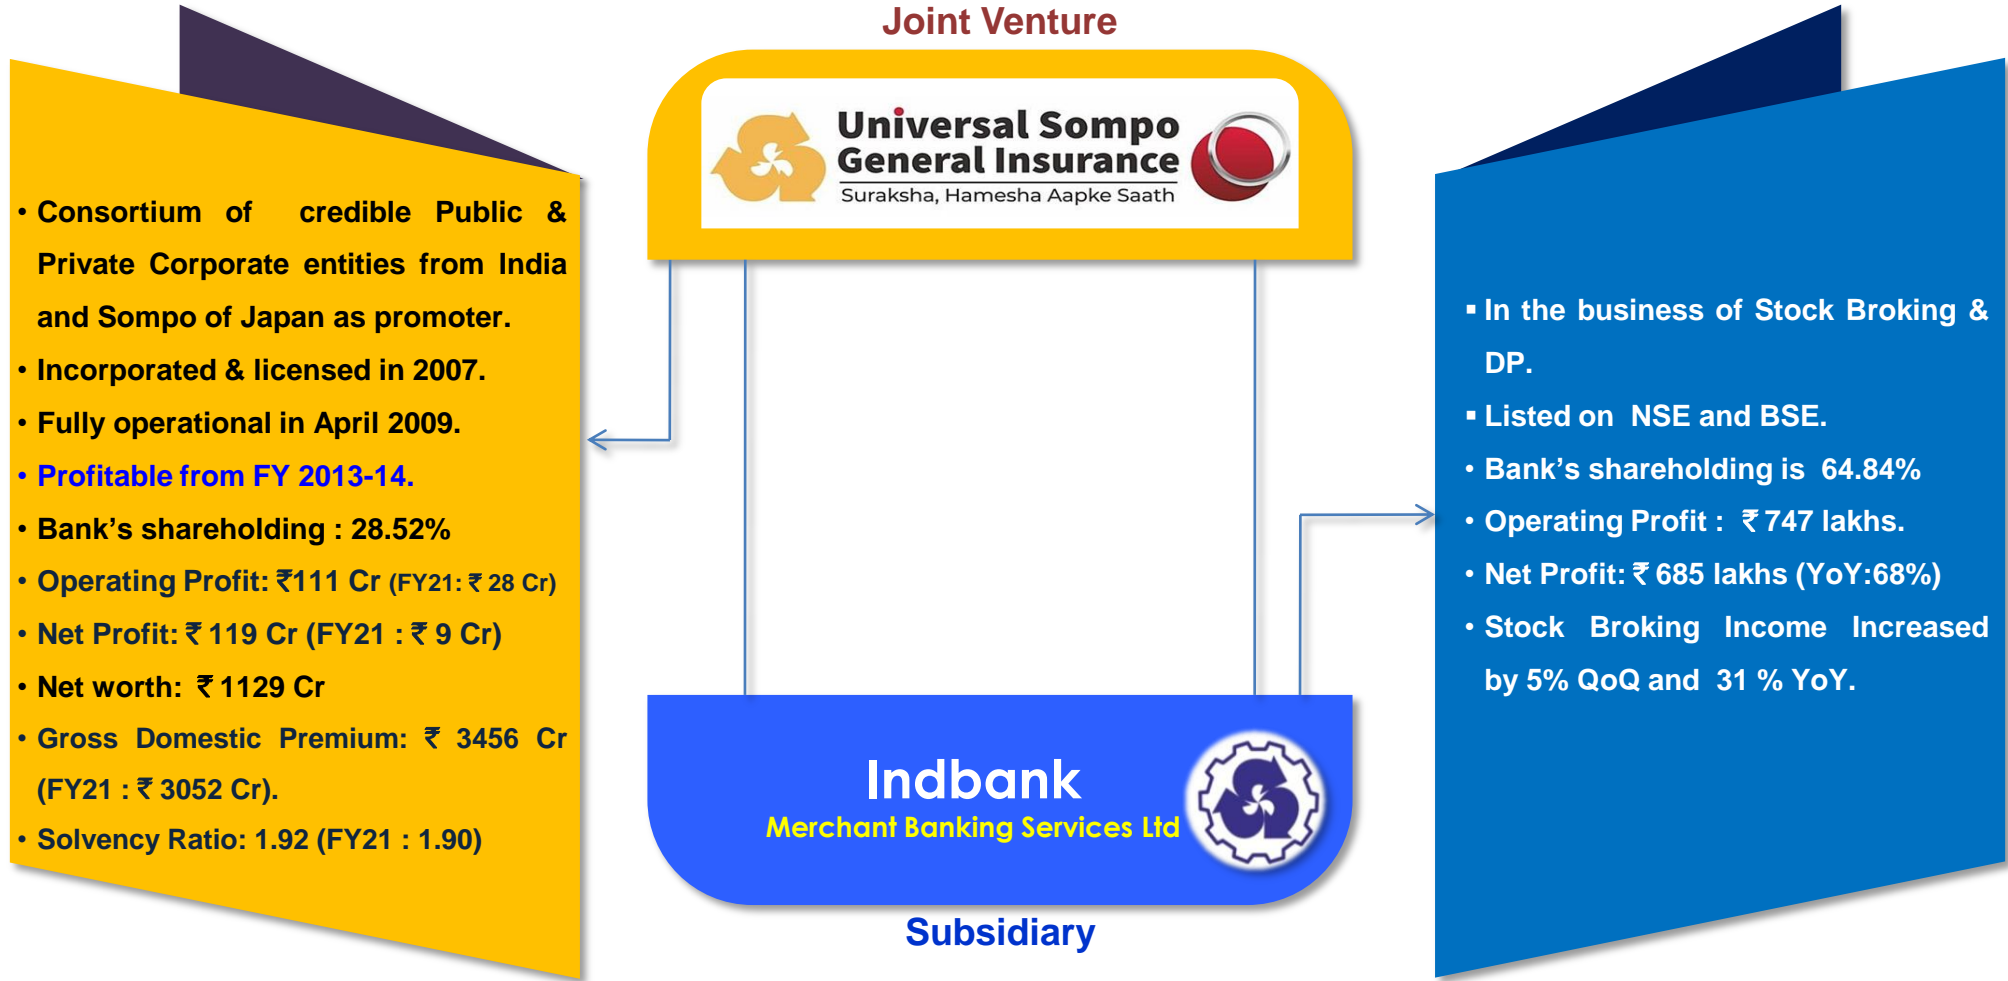 Joint Venture
Universal Sompo
General Insurance
Suraksha, Hamesha Aapke Saath
• Consortium of credible Public &
Private Corporate entities from India
and Sompo of Japan as promoter.
• Incorporated & licensed in 2007.
• Fully operational in April 2009.
• Profitable from FY 2013-14.
• Bank’s shareholding : 28.52%
• Operating Profit: ₹111 Cr (FY21: ₹ 28 Cr)
• Net Profit: ₹ 119 Cr (FY21 : ₹ 9 Cr)
• Net worth: ₹ 1129 Cr
• Gross Domestic Premium: ₹ 3456 Cr
(FY21 : ₹ 3052 Cr).
• Solvency Ratio: 1.92 (FY21 : 1.90)
▪ In the business of Stock Broking &
DP.
▪ Listed on NSE and BSE.
• Bank’s shareholding is 64.84%
• Operating Profit : ₹ 747 lakhs.
• Net Profit: ₹ 685 lakhs (YoY:68%)
• Stock Broking Income Increased
by 5% QoQ and 31 % YoY.
Indbank
Merchant Banking Services Ltd
Subsidiary